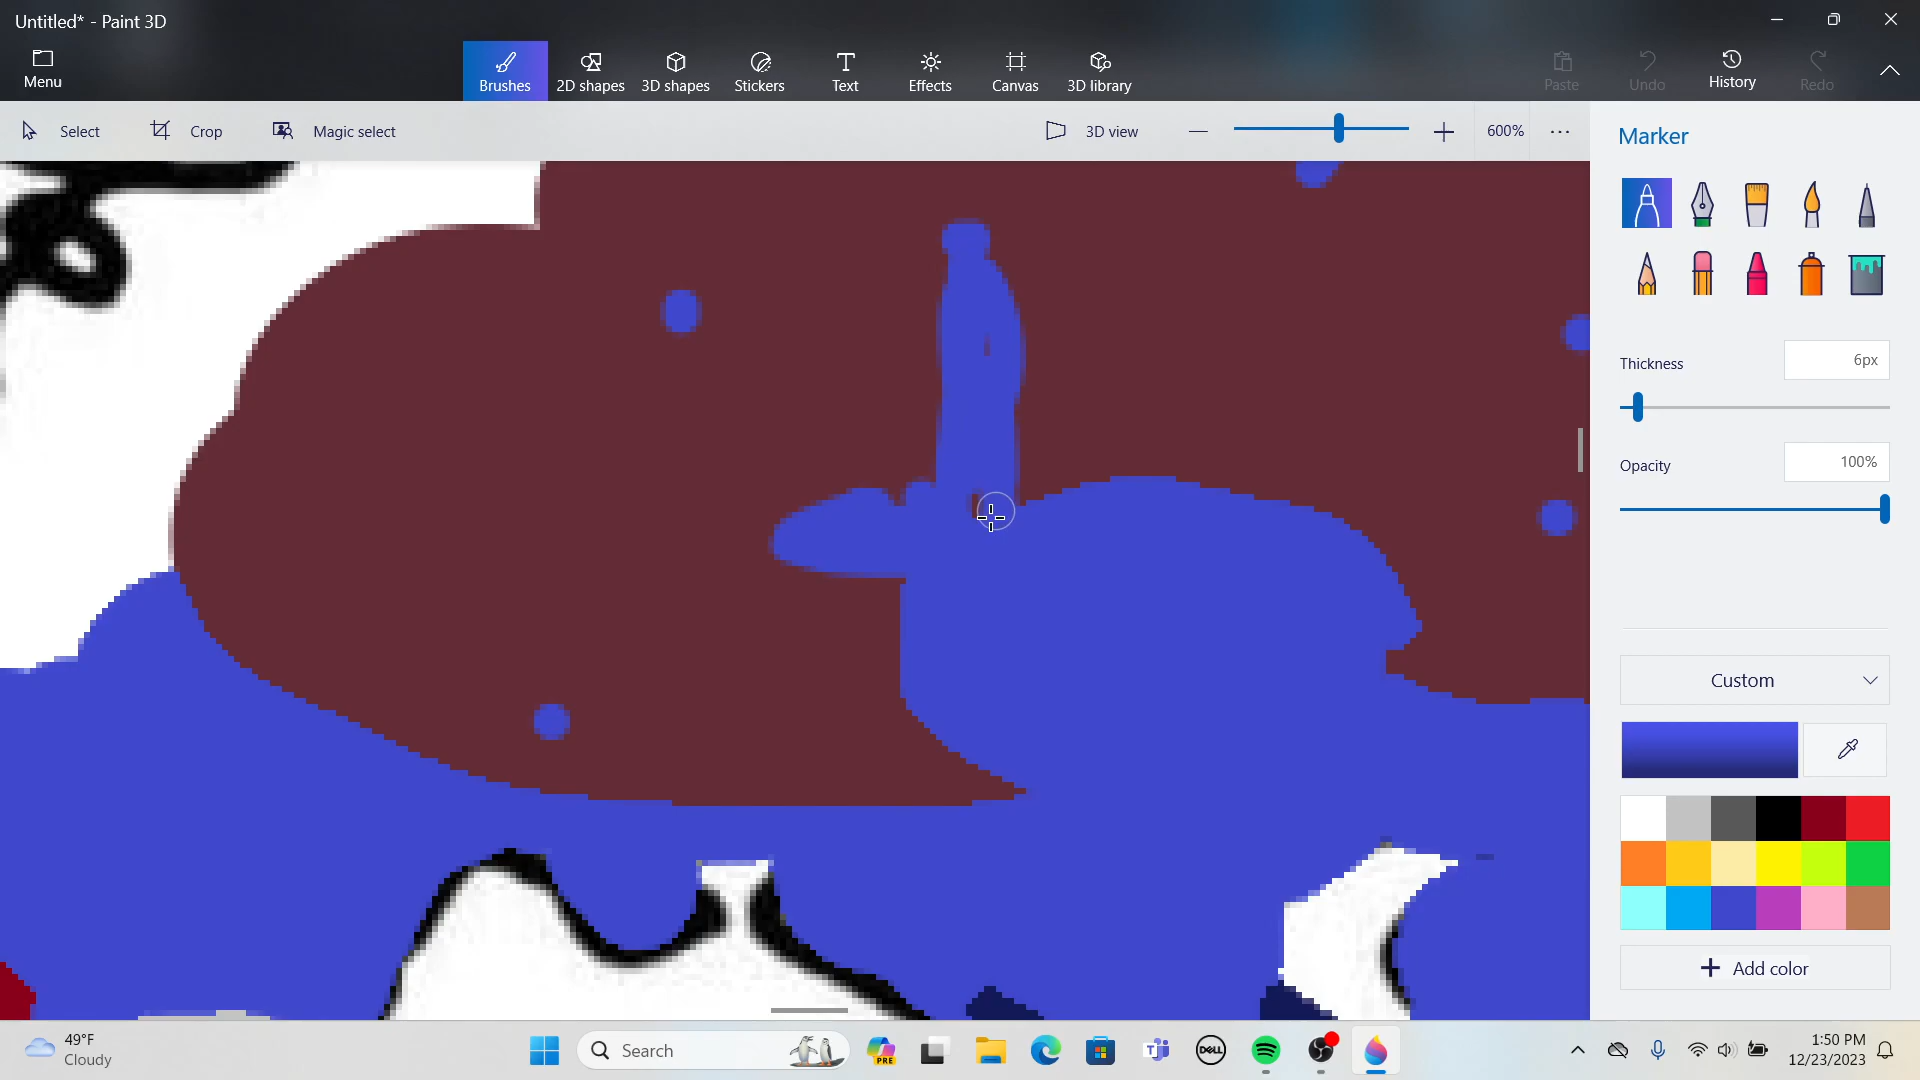 Untitled* - Paint 3D
Menu
Brushes
2D shapes
3D shapes
Stickers
Text
Effects
Canvas
3D library
Paste
Undo
History
Redo
Select
Crop
Magic select
3D view
600%
Marker
Thickness
6px
Opacity
100%
Custom
Add color
49°F
Cloudy
Search
PRE
DELL
1:50 PM
12/23/2023